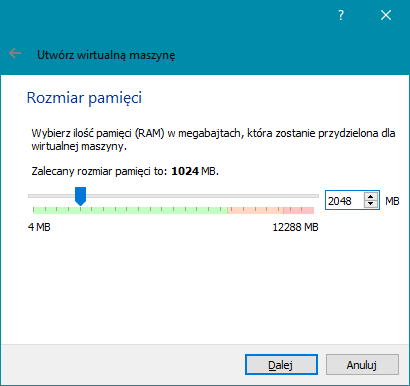 ?
Utwórz wirtualną maszynę
Rozmiar pamięci
Wybierz ilość pamięci (RAM) w megabajtach, która zostanie przydzielona dla
wirtualnej maszyny.
Zalecany rozmiar pamięci to: 1024 MB.
2048 MB
4 MB 12288 MB
Dalej Anuluj